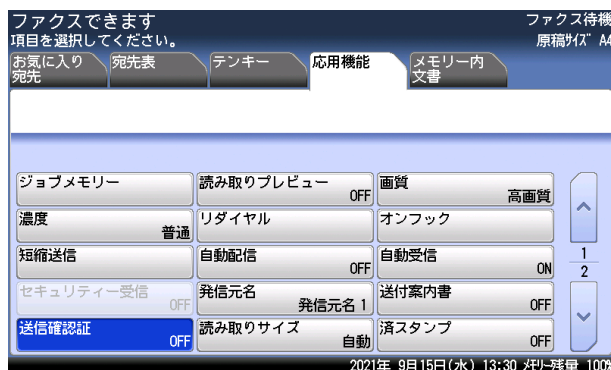 ファクスできます
ファクス待機
項目を選択してください。
原稿ｻｲｽﾞ A4
お気に入り
宛先
宛先表
テンキー
応用機能
メモリー内
文書
ジョブメモリー
読み取りプレビュー
OFF
画質
高画質
濃度
普通
リダイヤル
オンフック
短縮送信
自動配信
OFF
自動受信
ON
1
2
セキュリティー受信
OFF
発信元名
発信元名 1
送付案内書
OFF
送信確認証
OFF
読み取りサイズ
自動
済スタンプ
OFF
2021年 9月15日(水) 13:30 ﾒﾓﾘｰ残量 100%